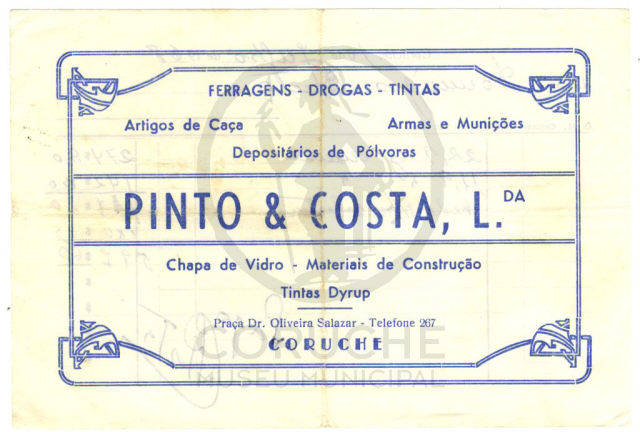 FERRAGENS - DROGAS - TINTAS
Artigos de Caça Armas e Munições
Depositários de Pólvoras
PINTO & COSTA, L.DA
Chapa de Vidro - Materiais de Construção
Tintas Dyrup
Praça Dr. Oliveira Salazar - Telefone 267
CORUCHE
CORUCHE
MUSEU MUNICIPAL